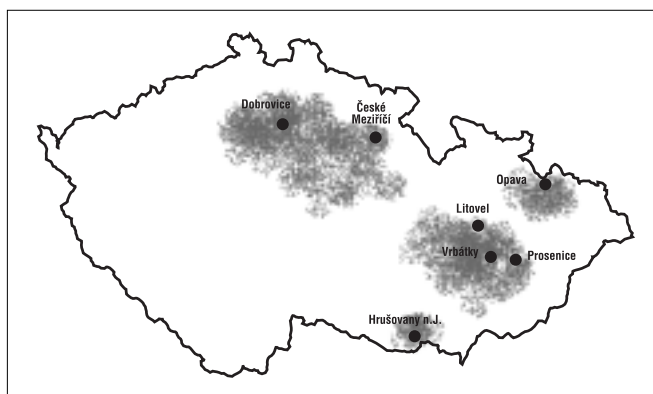 Dobrovice
České
Meziříčí
Opava
Litovel
Vrbátky
Prosenice
Hrušovany n.J.